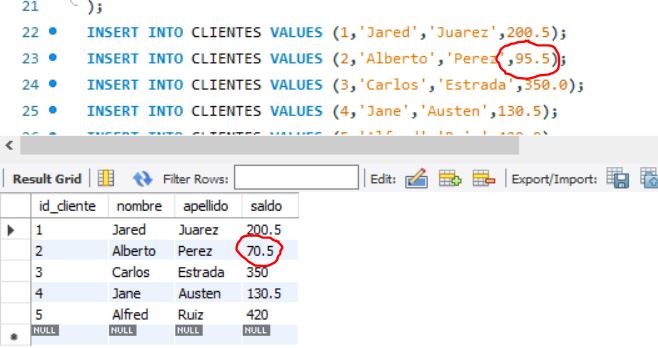 21 );
22 INSERT INTO CLIENTES VALUES (1,'Jared','Juarez',200.5);
23 INSERT INTO CLIENTES VALUES (2,'Alberto','Perez',95.5);
24 INSERT INTO CLIENTES VALUES (3,'Carlos','Estrada',350.0);
25 INSERT INTO CLIENTES VALUES (4,'Jane','Austen',130.5);
Result Grid Filter Rows: Edit: Export/Import:
id_cliente nombre apellido saldo
1 Jared Juarez 200.5
2 Alberto Perez 70.5
3 Carlos Estrada 350
4 Jane Austen 130.5
5 Alfred Ruiz 420
NULL NULL NULL NULL